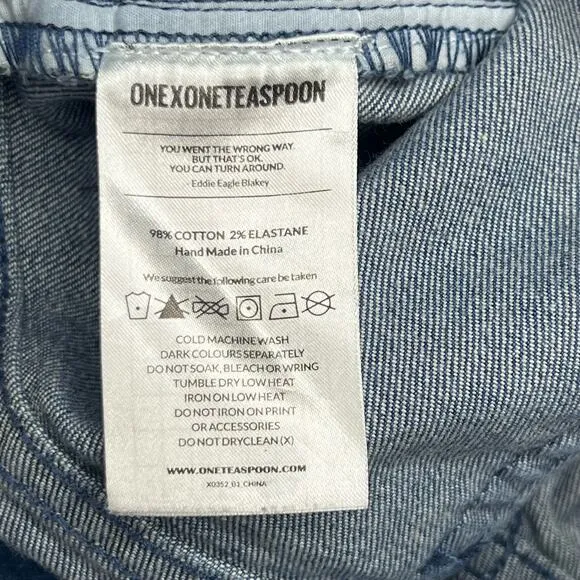 ONEXONETEASPOON
YOU WENT THE WRONG WAY.
BUT THAT'S OK.
YOU CAN TURN AROUND.
- Eddie Eagle Blakey
98% COTTON 2% ELASTANE
Hand Made in China
We suggest the following care be taken
COLD MACHINE WASH
DARK COLOURS SEPARATELY
DO NOT SOAK, BLEACH OR WRING
TUMBLE DRY LOW HEAT
IRON ON LOW HEAT
DO NOT IRON ON PRINT
OR ACCESSORIES
DO NOT DRYCLEAN (X)
WWW.ONETEASPOON.COM
X0352_01_CHINA